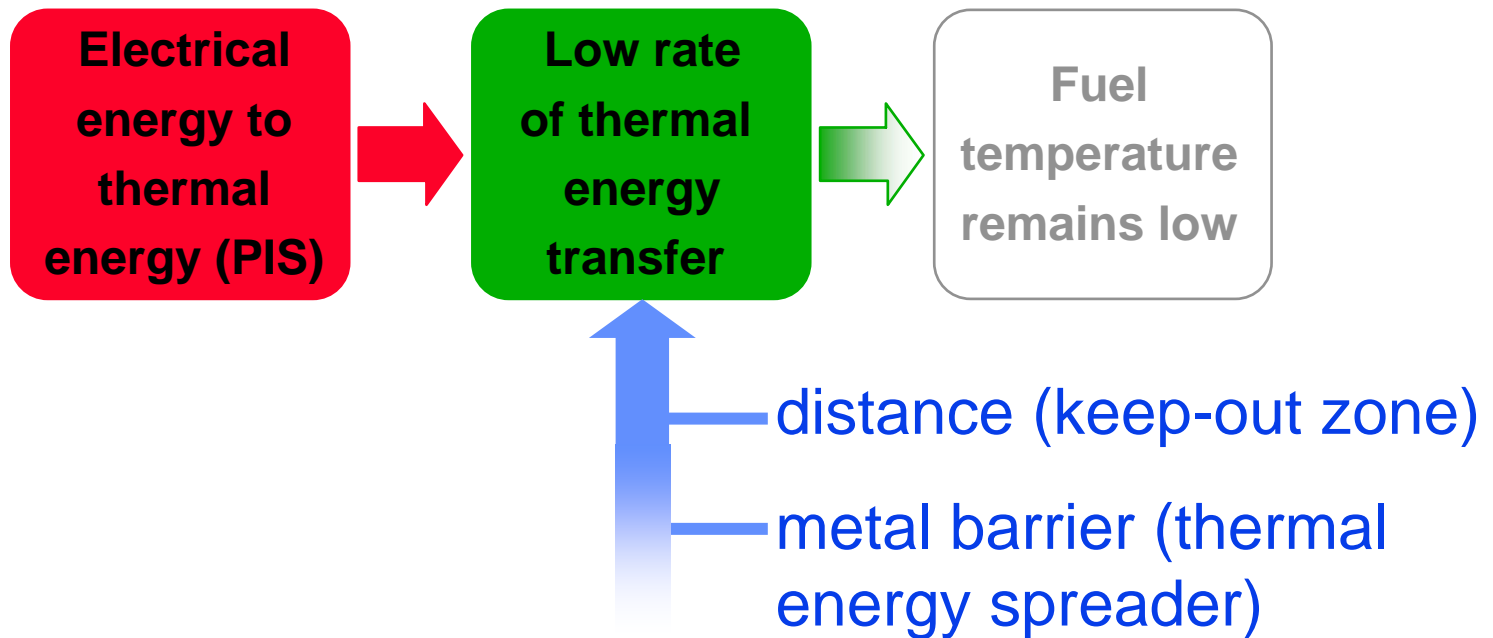 Electrical
energy to
thermal
energy (PIS)
Low rate
of thermal
energy
transfer
Fuel
temperature
remains low
distance (keep-out zone)
metal barrier (thermal
energy spreader)